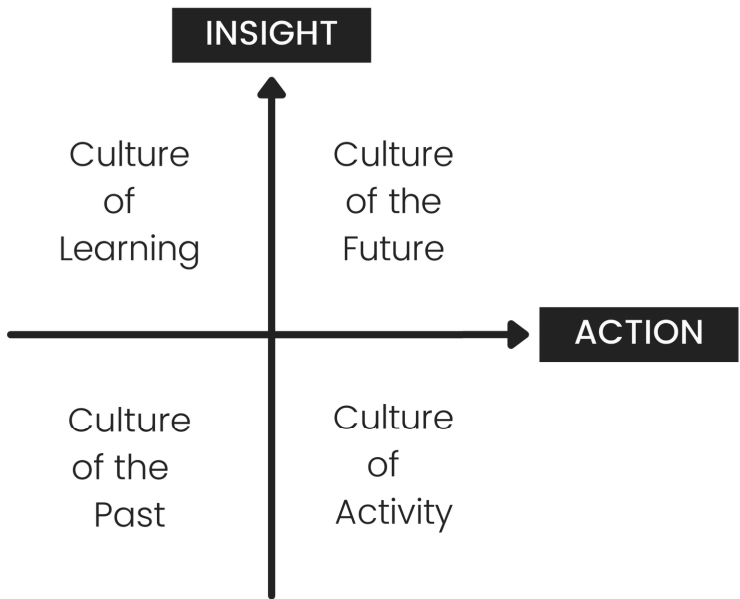 INSIGHT
Culture
of
Learning
Culture
of the
Future
ACTION
Culture
of the
Past
Culture
of
Activity